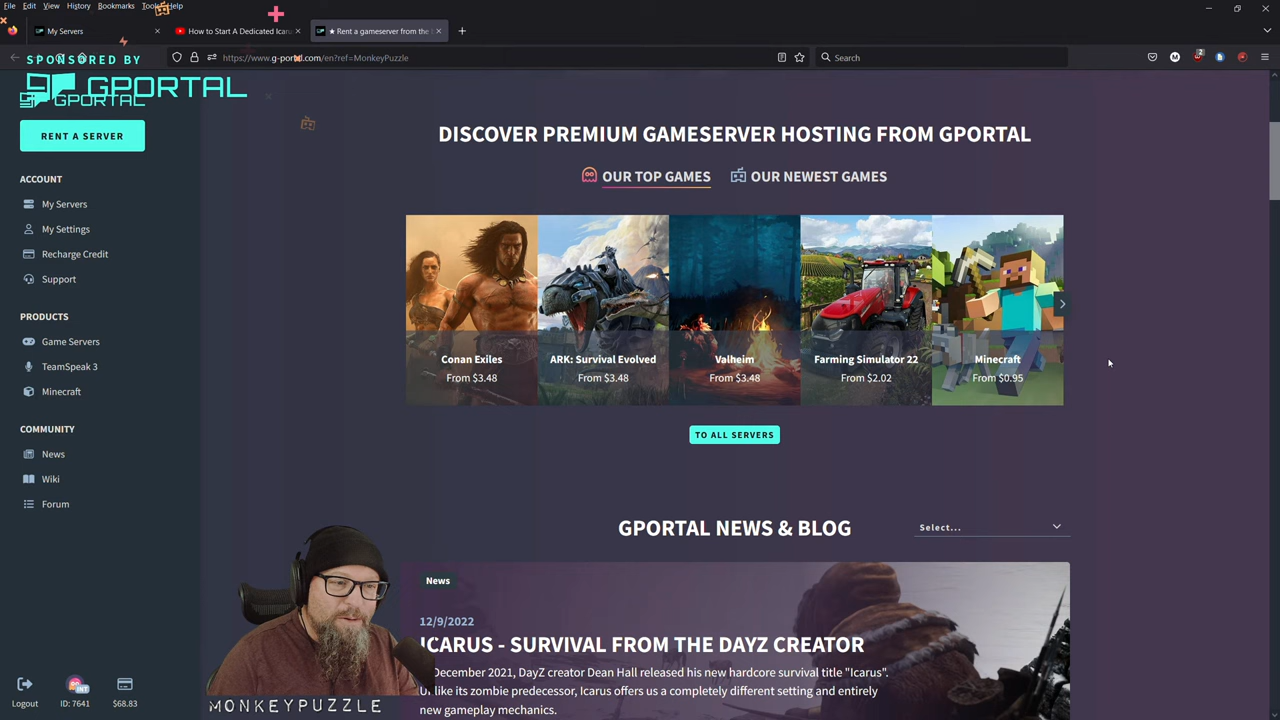 File Edit View History Bookmarks Tools Help
My Servers
How to Start A Dedicated Icaru
★ Rent a gameserver from the
https://www.g-portal.com/en?ref=MonkeyPuzzle
Search
2
SPONSORED BY
GPORTAL
GPORTAL
RENT A SERVER
ACCOUNT
My Servers
My Settings
Recharge Credit
Support
PRODUCTS
Game Servers
TeamSpeak 3
Minecraft
COMMUNITY
News
Wiki
Forum
Logout
INT
ID: 7641
$68.83
DISCOVER PREMIUM GAMESERVER HOSTING FROM GPORTAL
OUR TOP GAMES
OUR NEWEST GAMES
Conan Exiles
From $3.48
ARK: Survival Evolved
From $3.48
Valheim
From $3.48
Farming Simulator 22
From $2.02
Minecraft
From $0.95
TO ALL SERVERS
GPORTAL NEWS & BLOG
Select...
News
12/9/2022
ICARUS - SURVIVAL FROM THE DAYZ CREATOR
December 2021, DayZ creator Dean Hall released his new hardcore survival title "Icarus".
like its zombie predecessor, Icarus offers us a completely different setting and entirely
new gameplay mechanics.
MONKEYPUZZLE